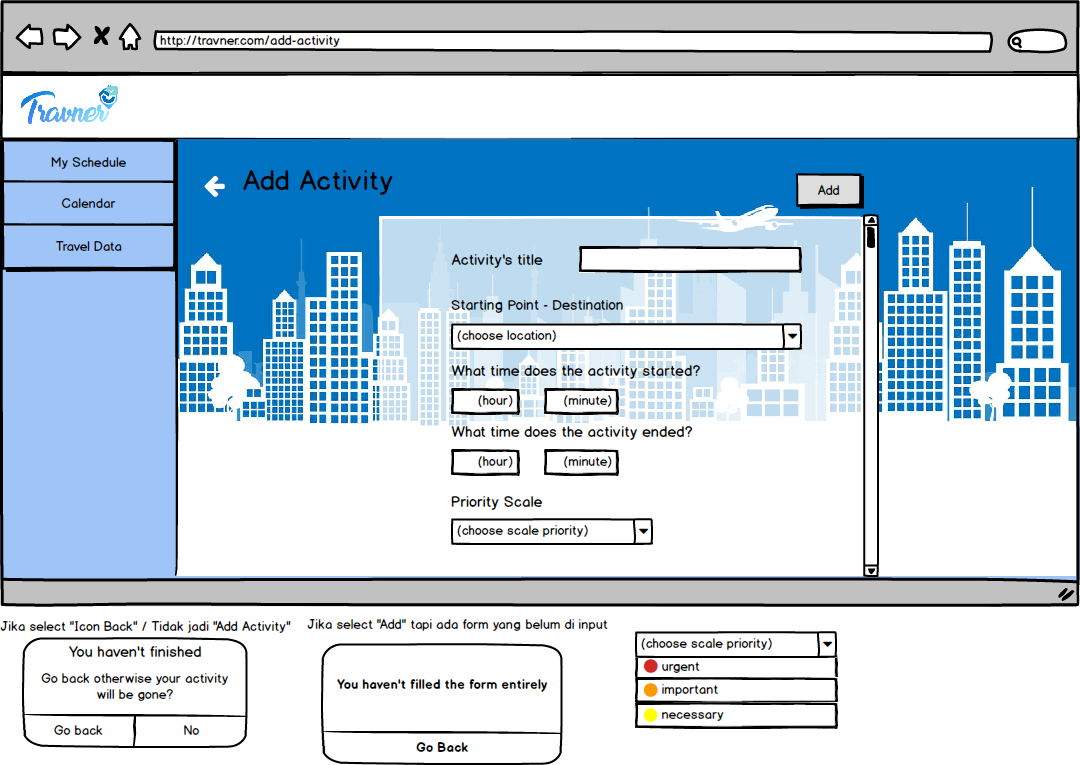 http://travner.com/add-activity
Travner
My Schedule
Calendar
Travel Data
Add Activity
Add
Activity's title
Starting Point - Destination
(choose location)
What time does the activity started?
(hour) (minute)
What time does the activity ended?
(hour) (minute)
Priority Scale
(choose scale priority)
Jika select "Icon Back" / Tidak jadi "Add Activity"
You haven't finished
Go back otherwise your activity
will be gone?
Go back No
Jika select "Add" tapi ada form yang belum di input
You haven't filled the form entirely
Go Back
(choose scale priority)
urgent
important
necessary